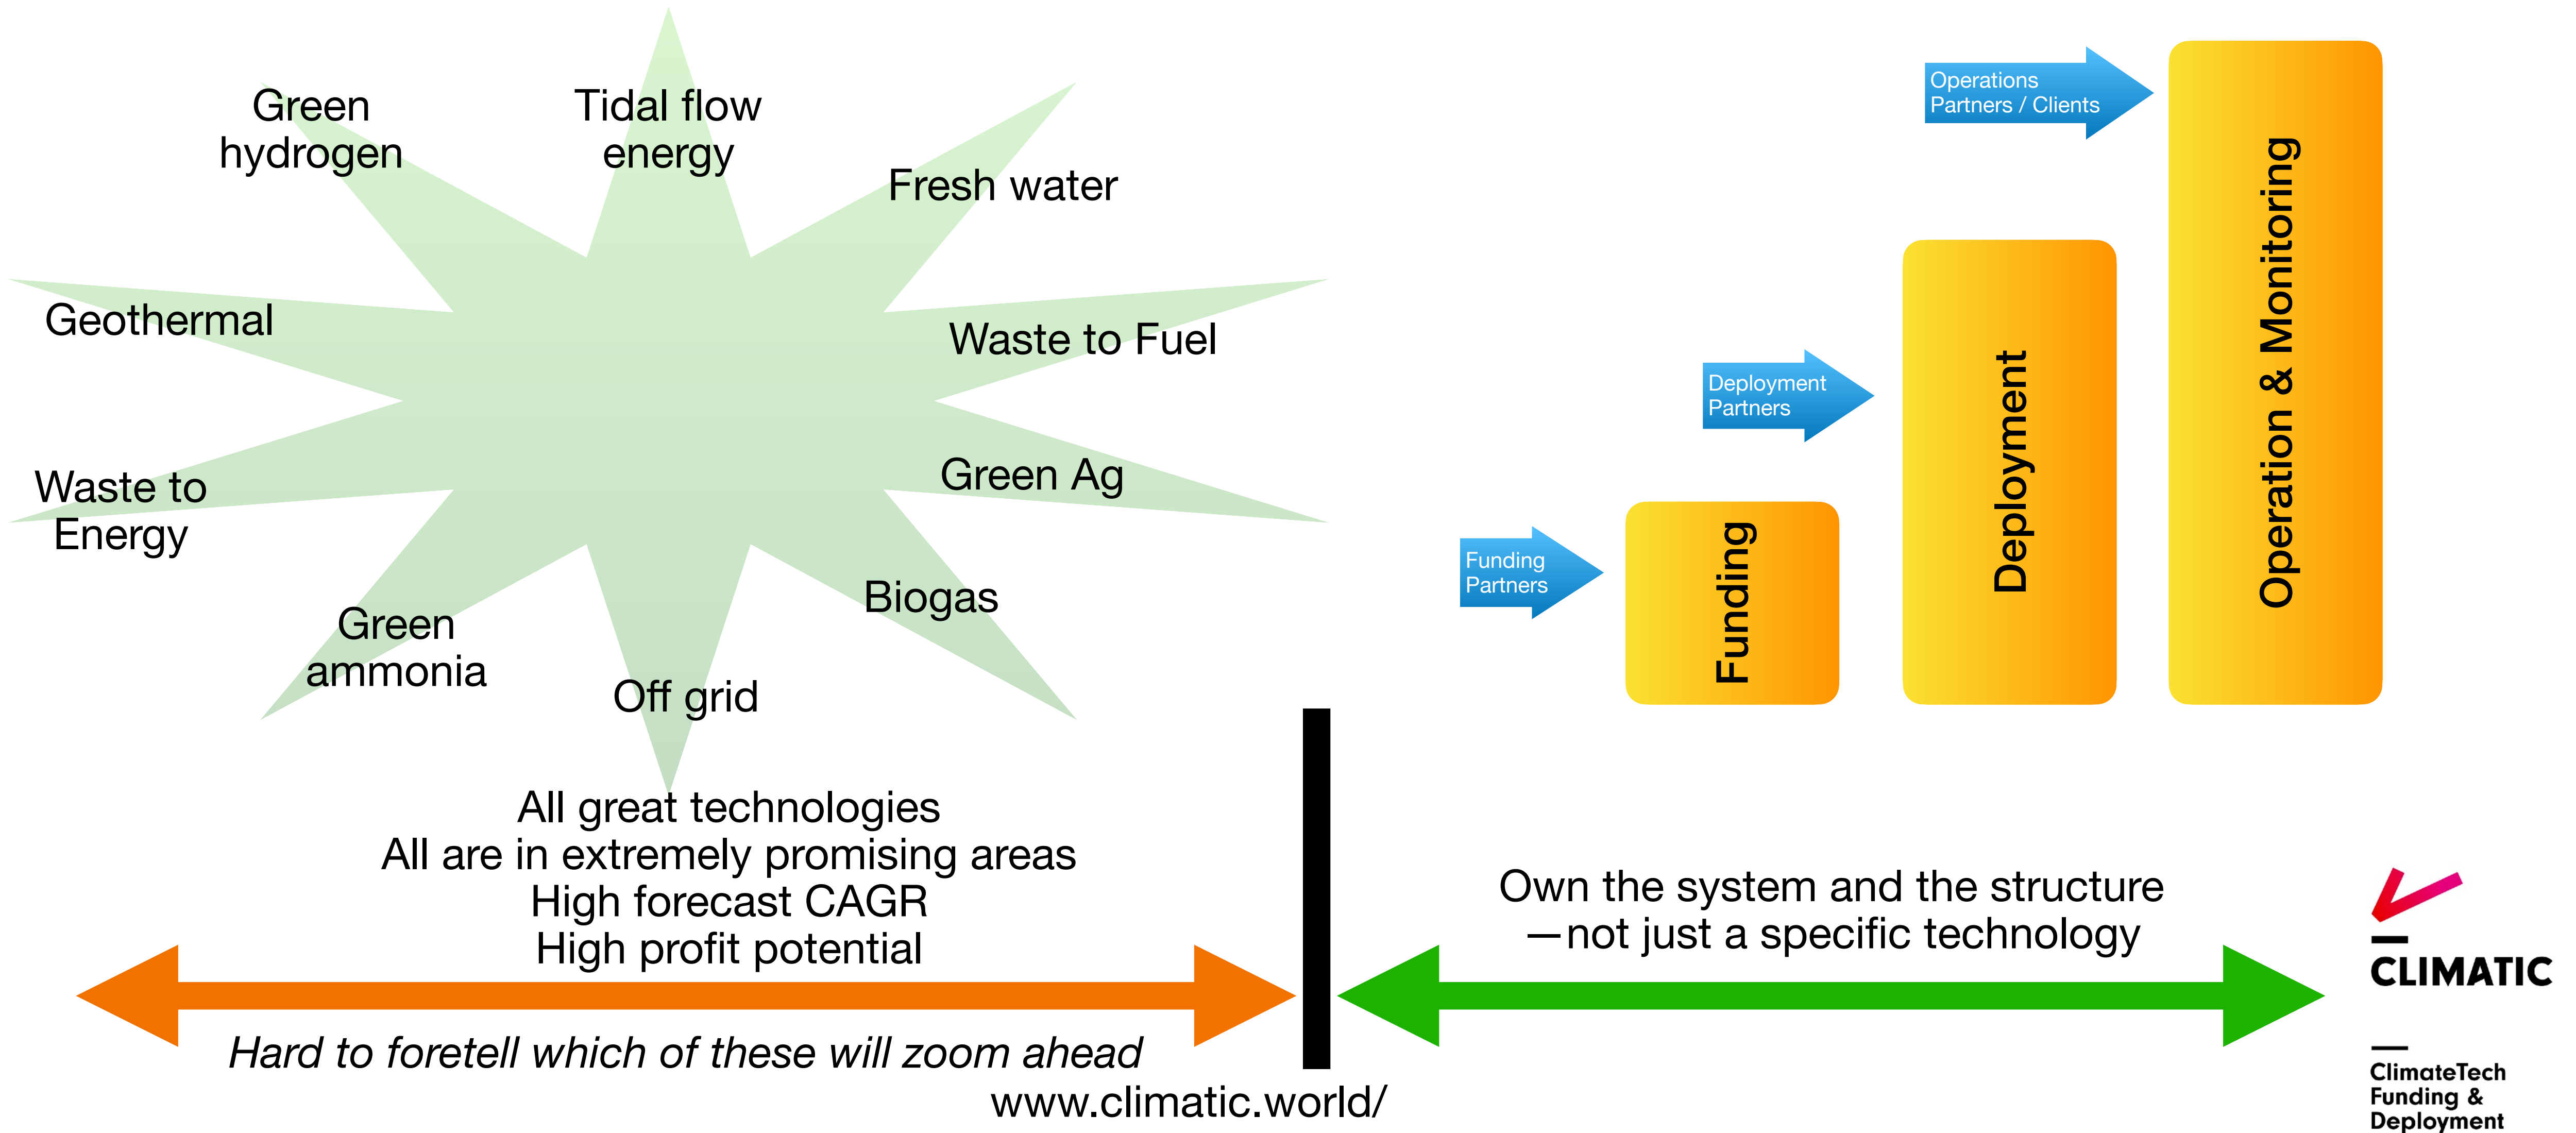 Green
hydrogen
Tidal flow
energy
Fresh water
Geothermal
Waste to Fuel
Waste to
Energy
Green Ag
Green
ammonia
Biogas
Off grid
All great technologies
All are in extremely promising areas
High forecast CAGR
High profit potential
Hard to foretell which of these will zoom ahead
www.climatic.world/
Funding
Partners
Funding
Deployment
Partners
Deployment
Operations
Partners / Clients
Operation & Monitoring
Own the system and the structure
—not just a specific technology
CLIMATIC
ClimateTech
Funding &
Deployment